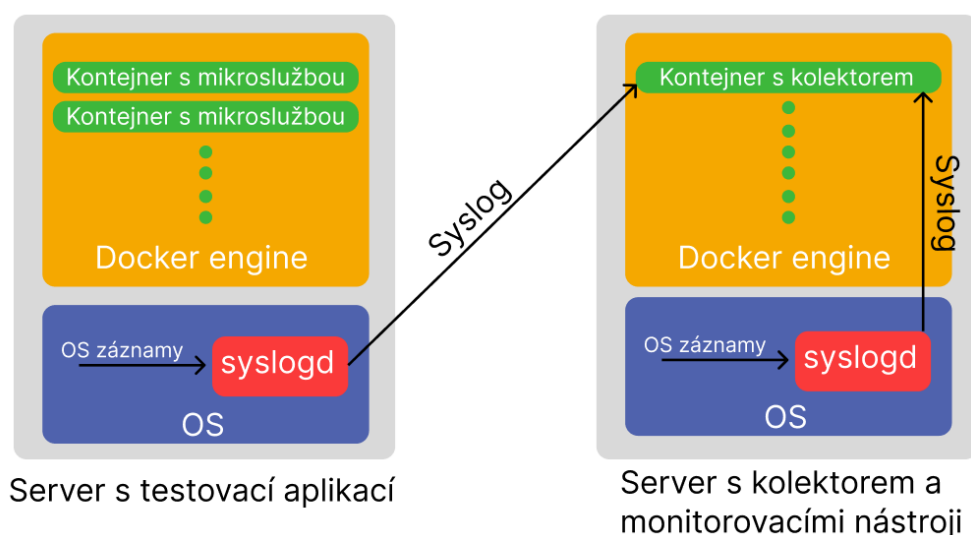 Kontejner s mikroslužbou
Kontejner s mikroslužbou
Docker engine
OS záznamy
syslogd
OS
Server s testovací aplikací
Syslog
Kontejner s kolektorem
Syslog
Docker engine
OS záznamy
syslogd
OS
Server s kolektorem a
monitorovacími nástroji